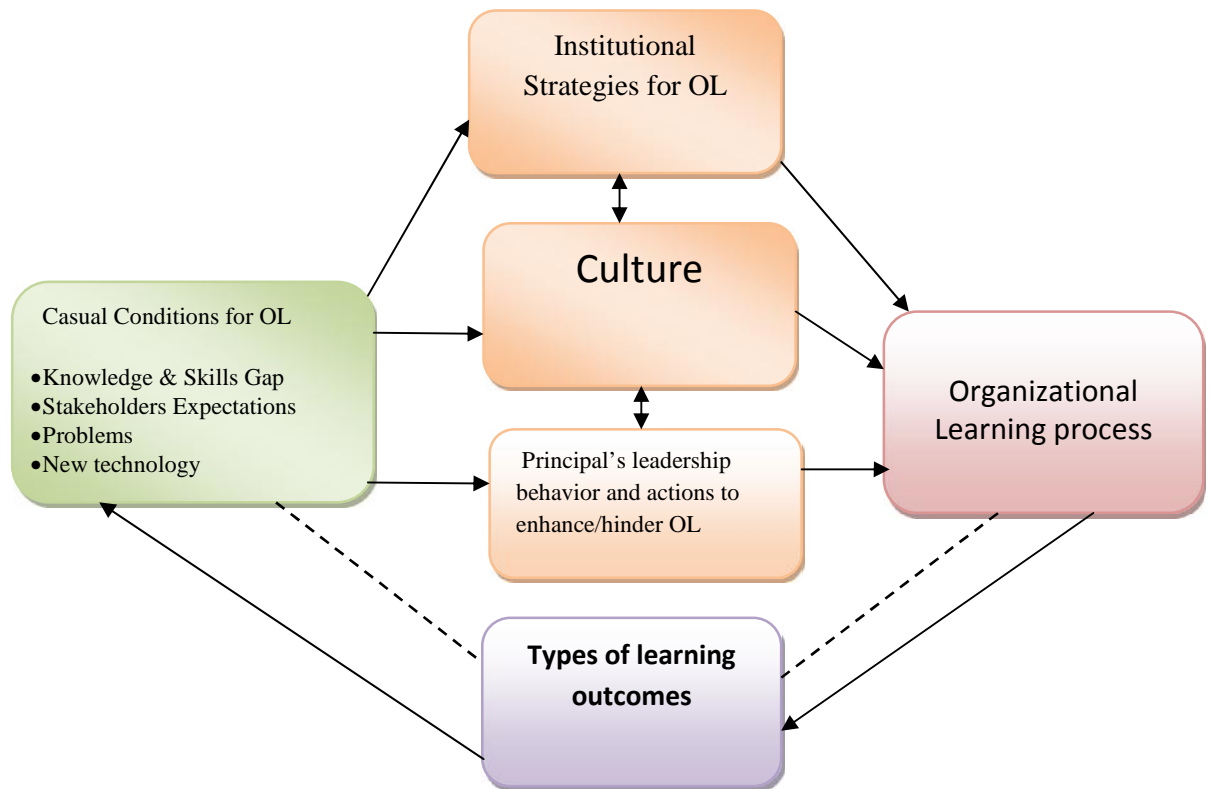 Institutional
Strategies for OL
Culture
Casual Conditions for OL
•Knowledge & Skills Gap
•Stakeholders Expectations
•Problems
•New technology
Organizational
Learning process
Principal’s leadership
behavior and actions to
enhance/hinder OL
Types of learning
outcomes